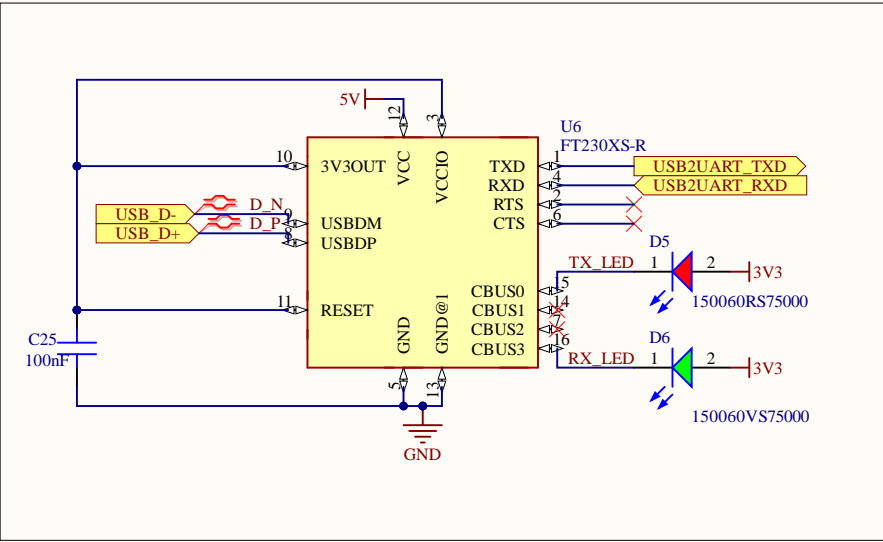 5V
12
3
U6
FT230XS-R
10
3V3OUT
VCC
VCCIO
TXD
1
USB2UART_TXD
RXD
4
USB2UART_RXD
RTS
2
CTS
6
USB_D-
D_N
9
USBDM
USB_D+
D_P
8
USBDP
D5
TX_LED
1
2
3V3
150060RS75000
CBUS0
15
CBUS1
14
CBUS2
7
CBUS3
16
11
RESET
GND
GND@1
C25
100nF
D6
RX_LED
1
2
3V3
150060VS75000
5
13
GND